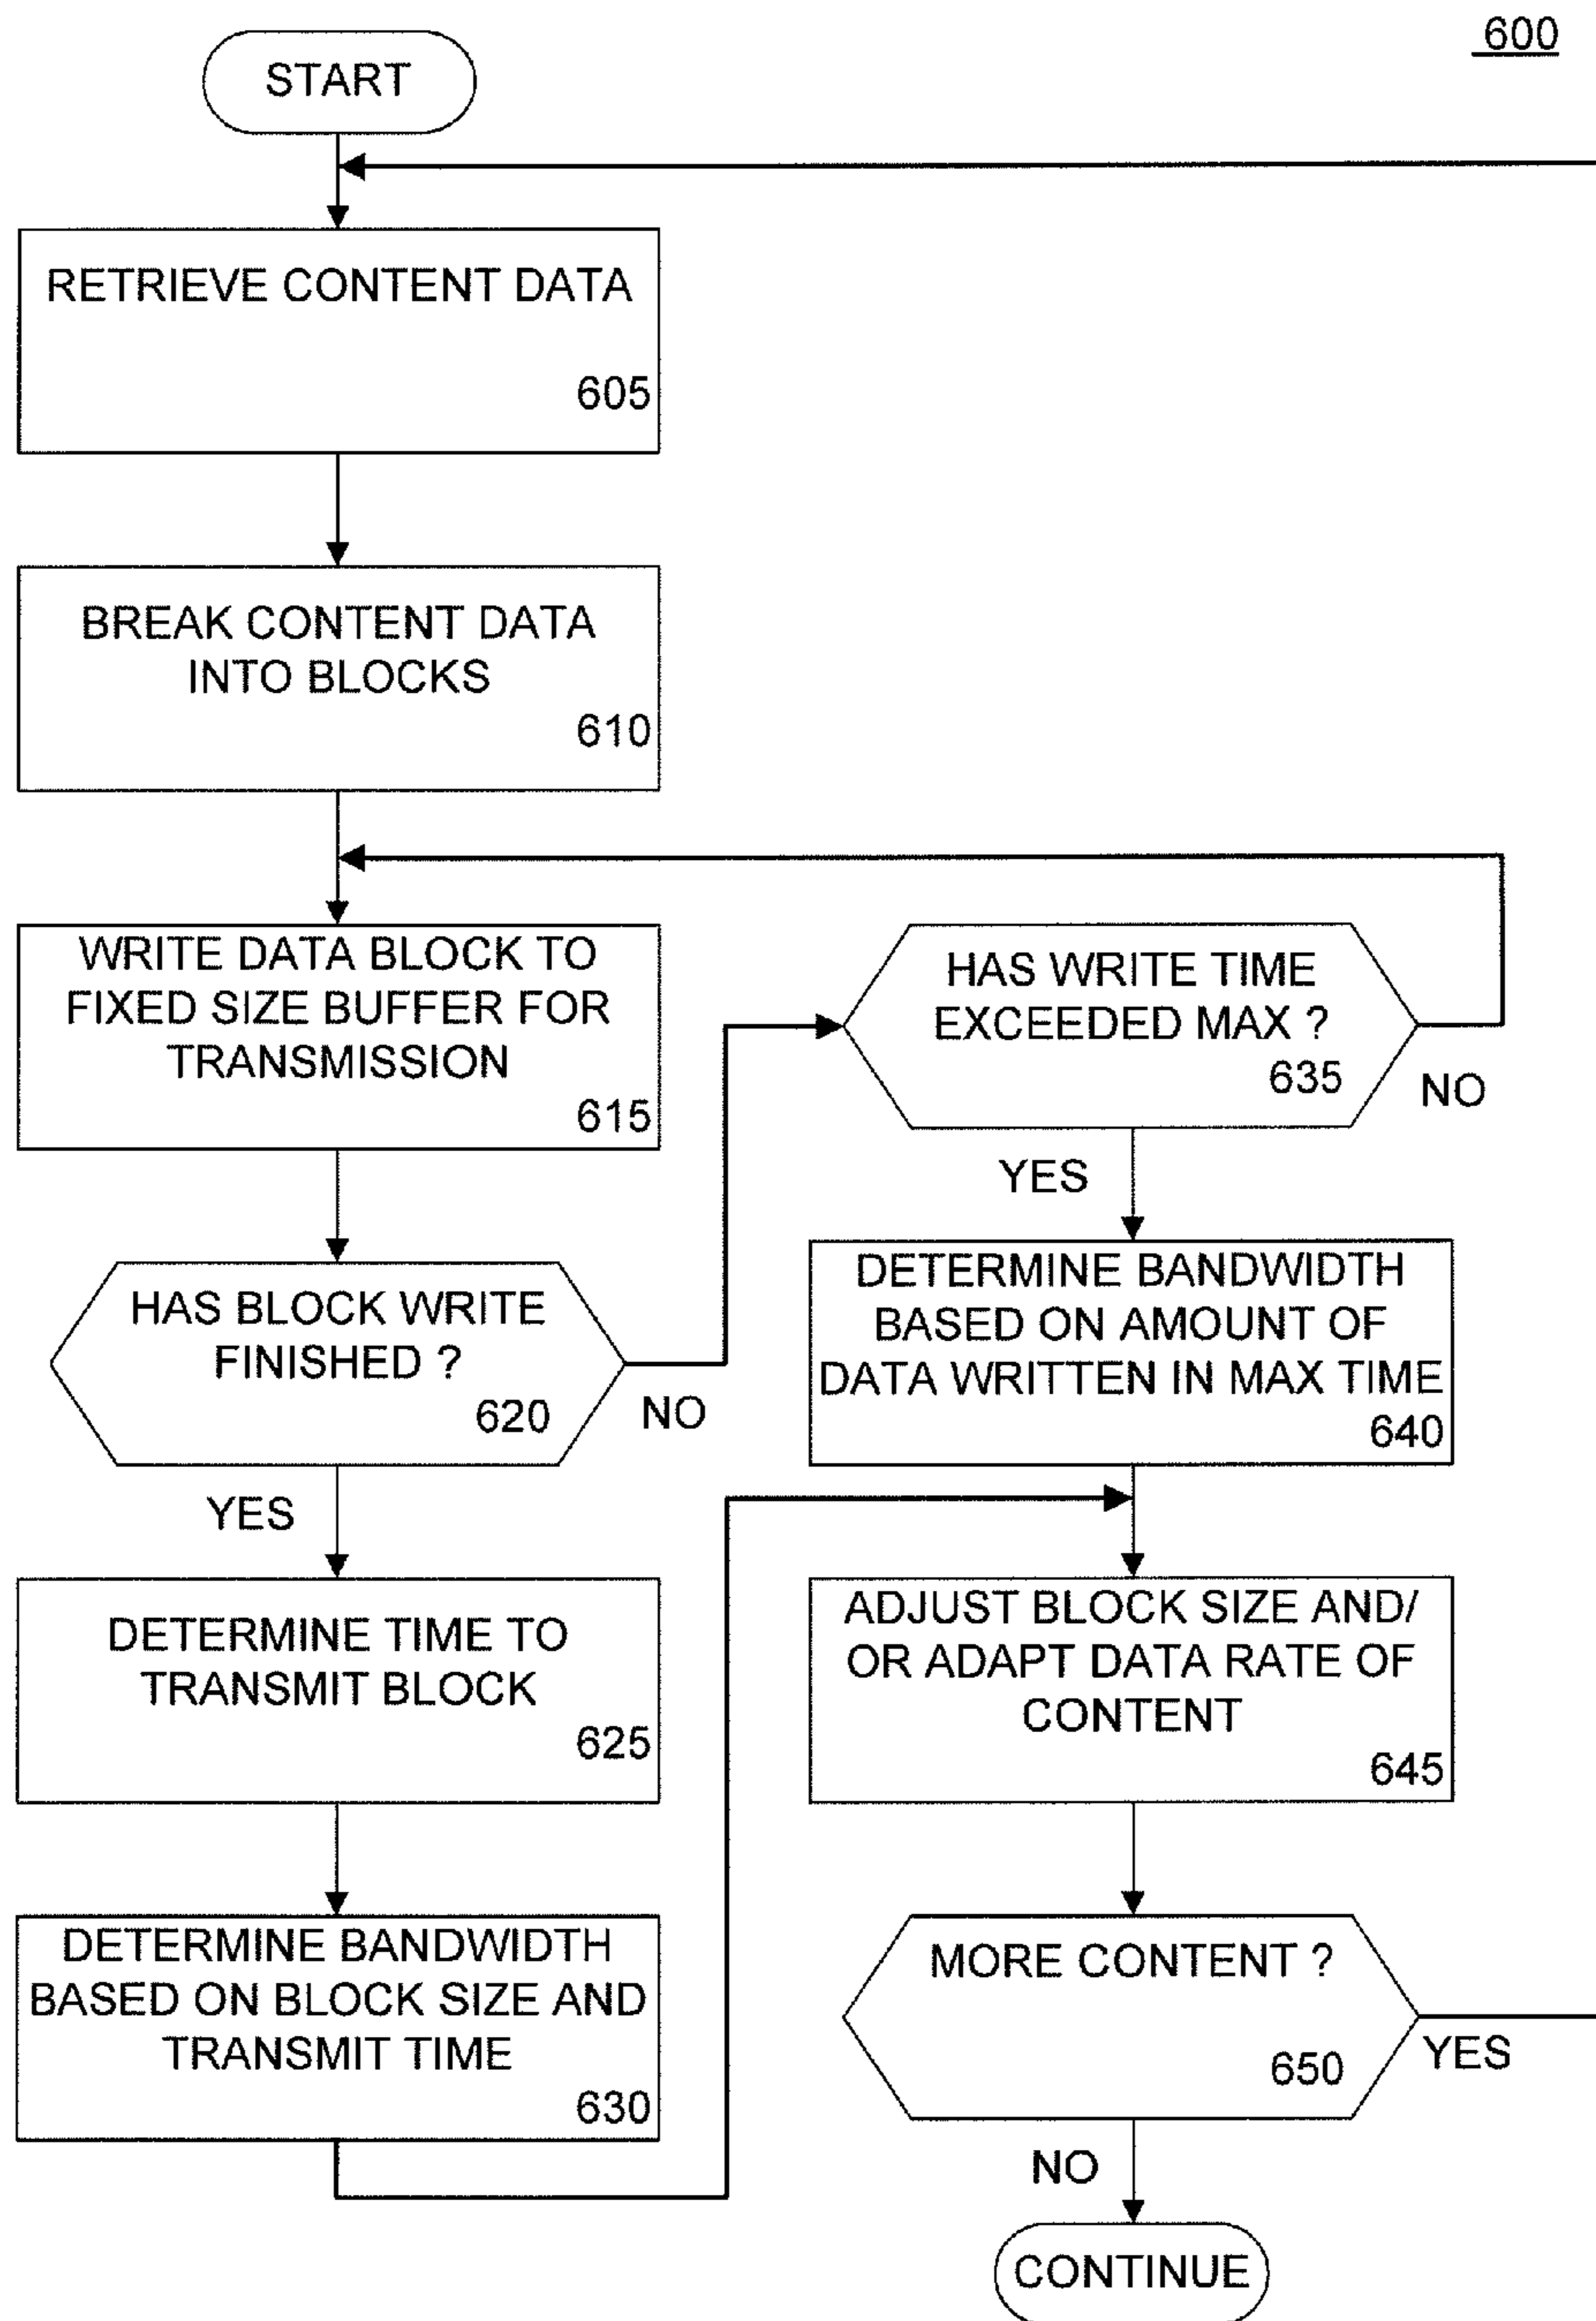 600
START
RETRIEVE CONTENT DATA
605
BREAK CONTENT DATA
INTO BLOCKS
610
WRITE DATA BLOCK TO
FIXED SIZE BUFFER FOR
TRANSMISSION
615
HAS BLOCK WRITE
FINISHED ?
620
NO
YES
DETERMINE TIME TO
TRANSMIT BLOCK
625
DETERMINE BANDWIDTH
BASED ON BLOCK SIZE AND
TRANSMIT TIME
630
HAS WRITE TIME
EXCEEDED MAX ?
635
NO
YES
DETERMINE BANDWIDTH
BASED ON AMOUNT OF
DATA WRITTEN IN MAX TIME
640
ADJUST BLOCK SIZE AND/
OR ADAPT DATA RATE OF
CONTENT
645
MORE CONTENT ?
650
YES
NO
CONTINUE